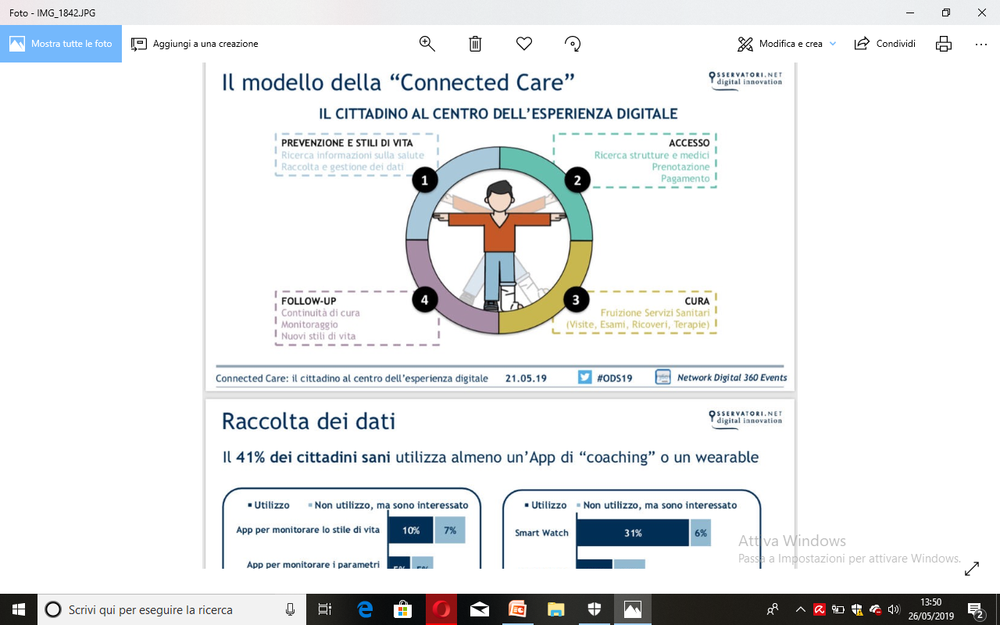 Foto - IMG_1842.JPG
Mostra tutte le foto
Aggiungi a una creazione
Modifica e crea
Condividi
Il modello della “Connected Care”
OSSERVATORI.NET
digital innovation
IL CITTADINO AL CENTRO DELL’ESPERIENZA DIGITALE
PREVENZIONE E STILI DI VITA
Ricerca informazioni sulla salute
Raccolta e gestione dei dati
1
ACCESSO
Ricerca strutture e medici
Prenotazione
Pagamento
2
FOLLOW-UP
Continuità di cura
Monitoraggio
Nuovi stili di vita
4
3
CURA
Fruizione Servizi Sanitari
(Visite, Esami, Ricoveri, Terapie)
Connected Care: il cittadino al centro dell’esperienza digitale 21.05.19 #ODS19 Network Digital 360 Events
Raccolta dei dati
OSSERVATORI.NET
digital innovation
Il 41% dei cittadini sani utilizza almeno un’App di “coaching” o un wearable
Utilizzo Non utilizzo, ma sono interessato
App per monitorare lo stile di vita 10% 7%
App per monitorare i parametri 5% 5%
Utilizzo Non utilizzo, ma sono interessato
Smart Watch 31% 6%
Attiva Windows
Passa a Impostazioni per attivare Windows.
Scrivi qui per eseguire la ricerca
13:50
26/05/2019
2